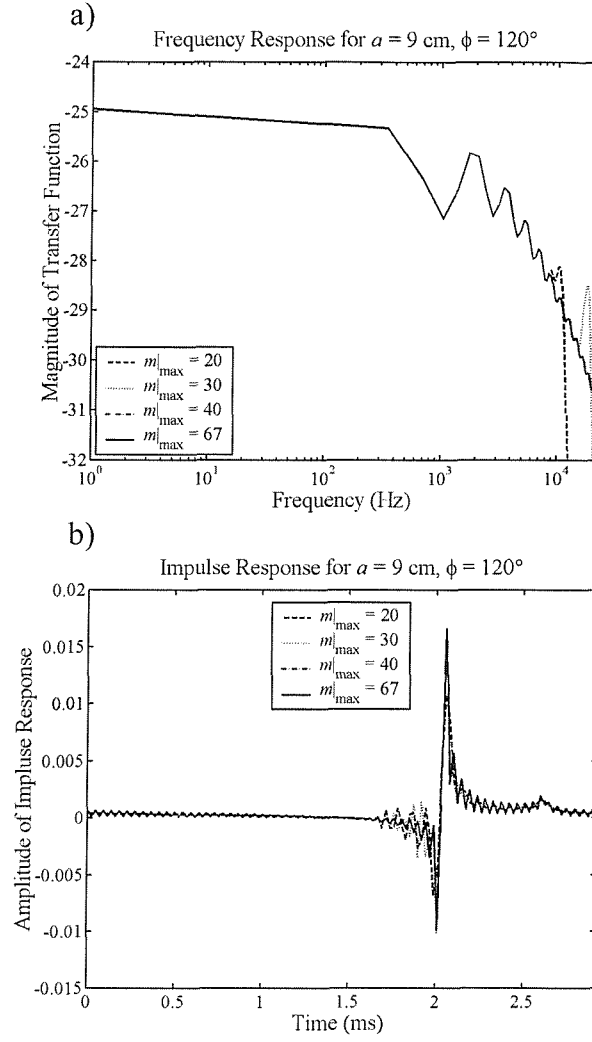 a)
Frequency Response for a = 9 cm, ϕ = 120°
Magnitude of Transfer Function
-24
-25
-26
-27
-28
-29
-30
-31
-32
m|max = 20
m|max = 30
m|max = 40
m|max = 67
10^0
10^1
10^2
10^3
10^4
Frequency (Hz)
b)
Impulse Response for a = 9 cm, ϕ = 120°
Amplitude of Impluse Response
0.02
0.015
0.01
0.005
0
-0.005
-0.01
-0.015
m|max = 20
m|max = 30
m|max = 40
m|max = 67
0
0.5
1
1.5
2
2.5
Time (ms)